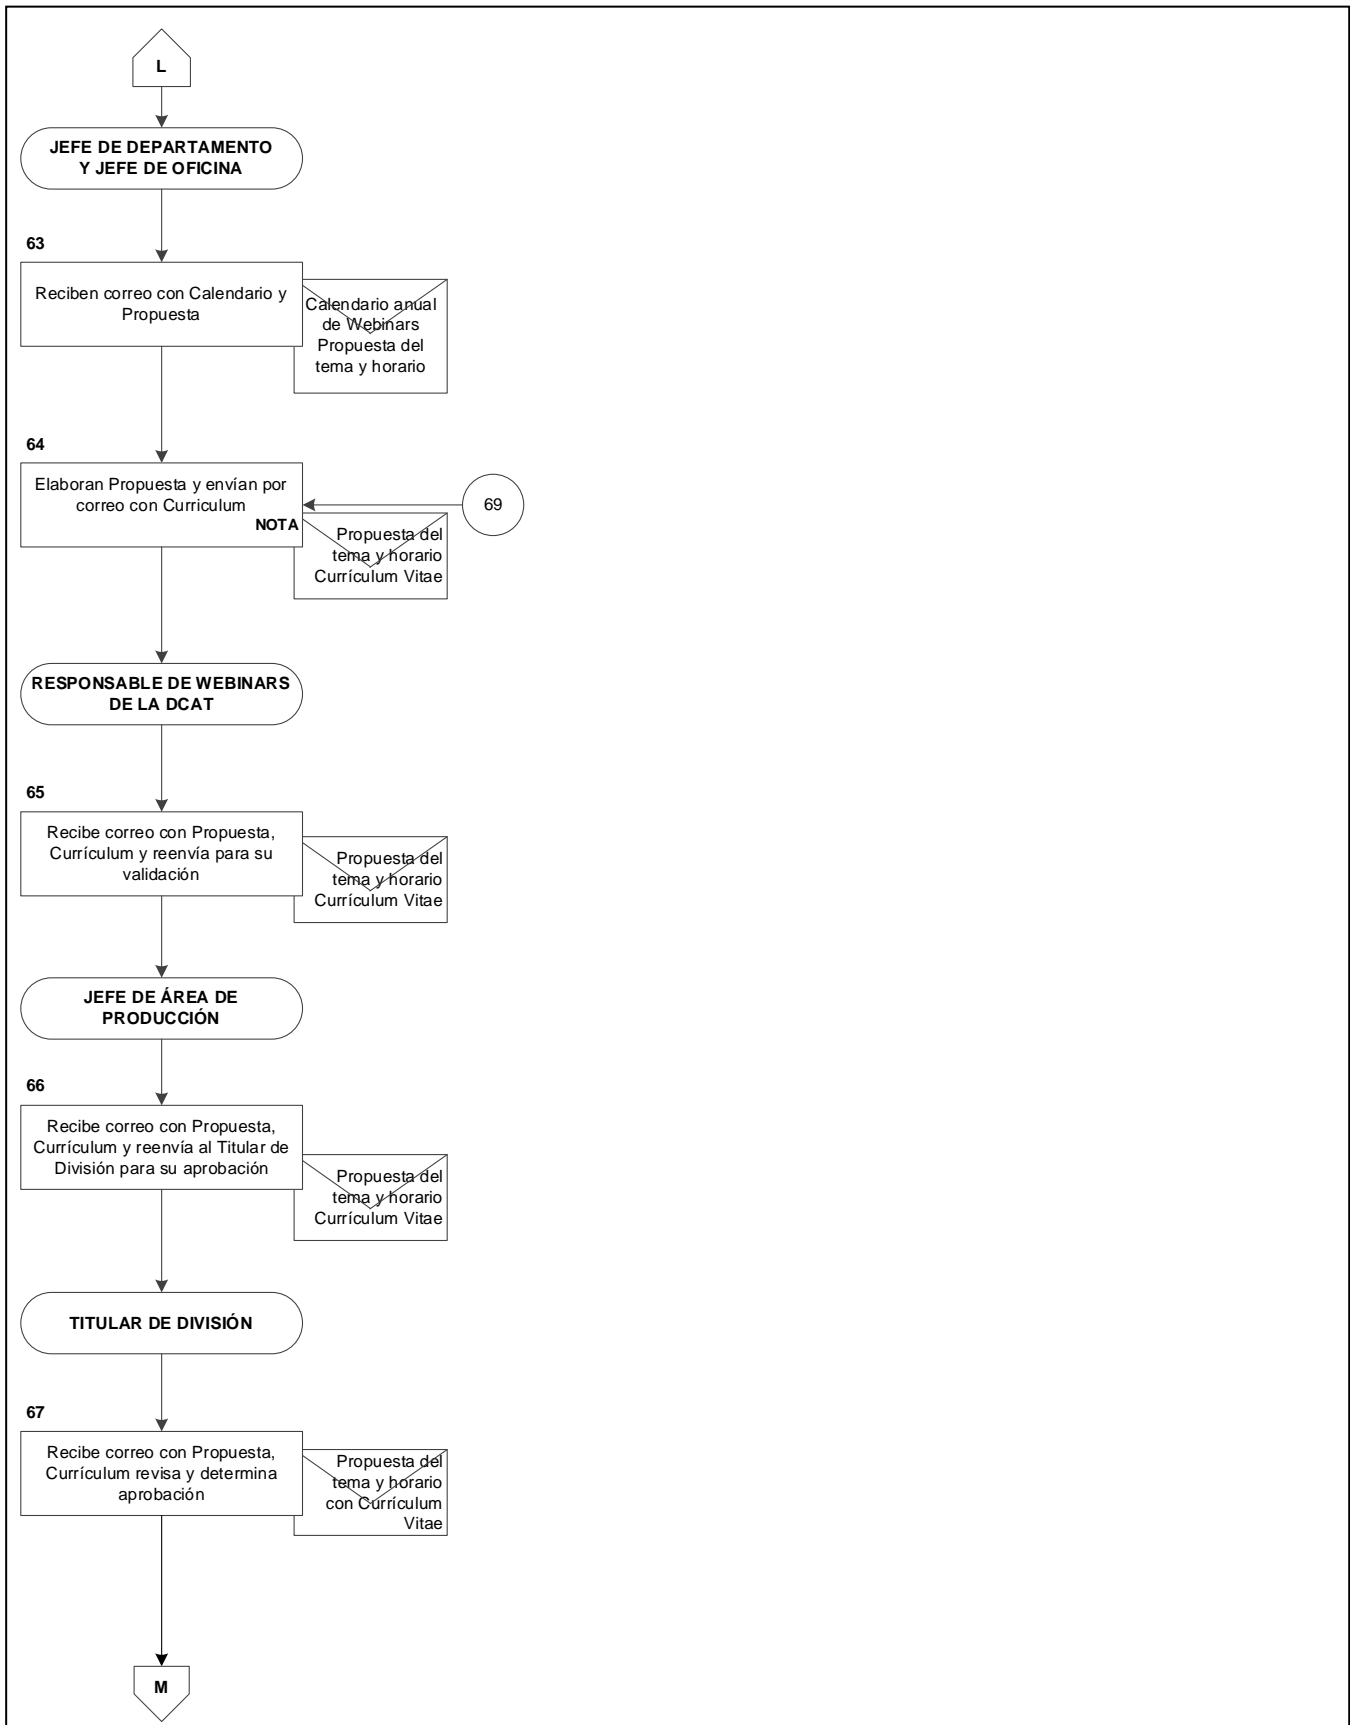 L
JEFE DE DEPARTAMENTO
Y JEFE DE OFICINA
63
Reciben correo con Calendario y
Propuesta
Calendario anual
de Webinars
Propuesta del
tema y horario
64
Elaboran Propuesta y envían por
correo con Curriculum
NOTA
69
Propuesta del
tema y horario
Currículum Vitae
RESPONSABLE DE WEBINARS
DE LA DCAT
65
Recibe correo con Propuesta,
Currículum y reenvía para su
validación
Propuesta del
tema y horario
Currículum Vitae
JEFE DE ÁREA DE
PRODUCCIÓN
66
Recibe correo con Propuesta,
Currículum y reenvía al Titular de
División para su aprobación
Propuesta del
tema y horario
Currículum Vitae
TITULAR DE DIVISIÓN
67
Recibe correo con Propuesta,
Currículum revisa y determina
aprobación
Propuesta del
tema y horario
con Currículum
Vitae
M